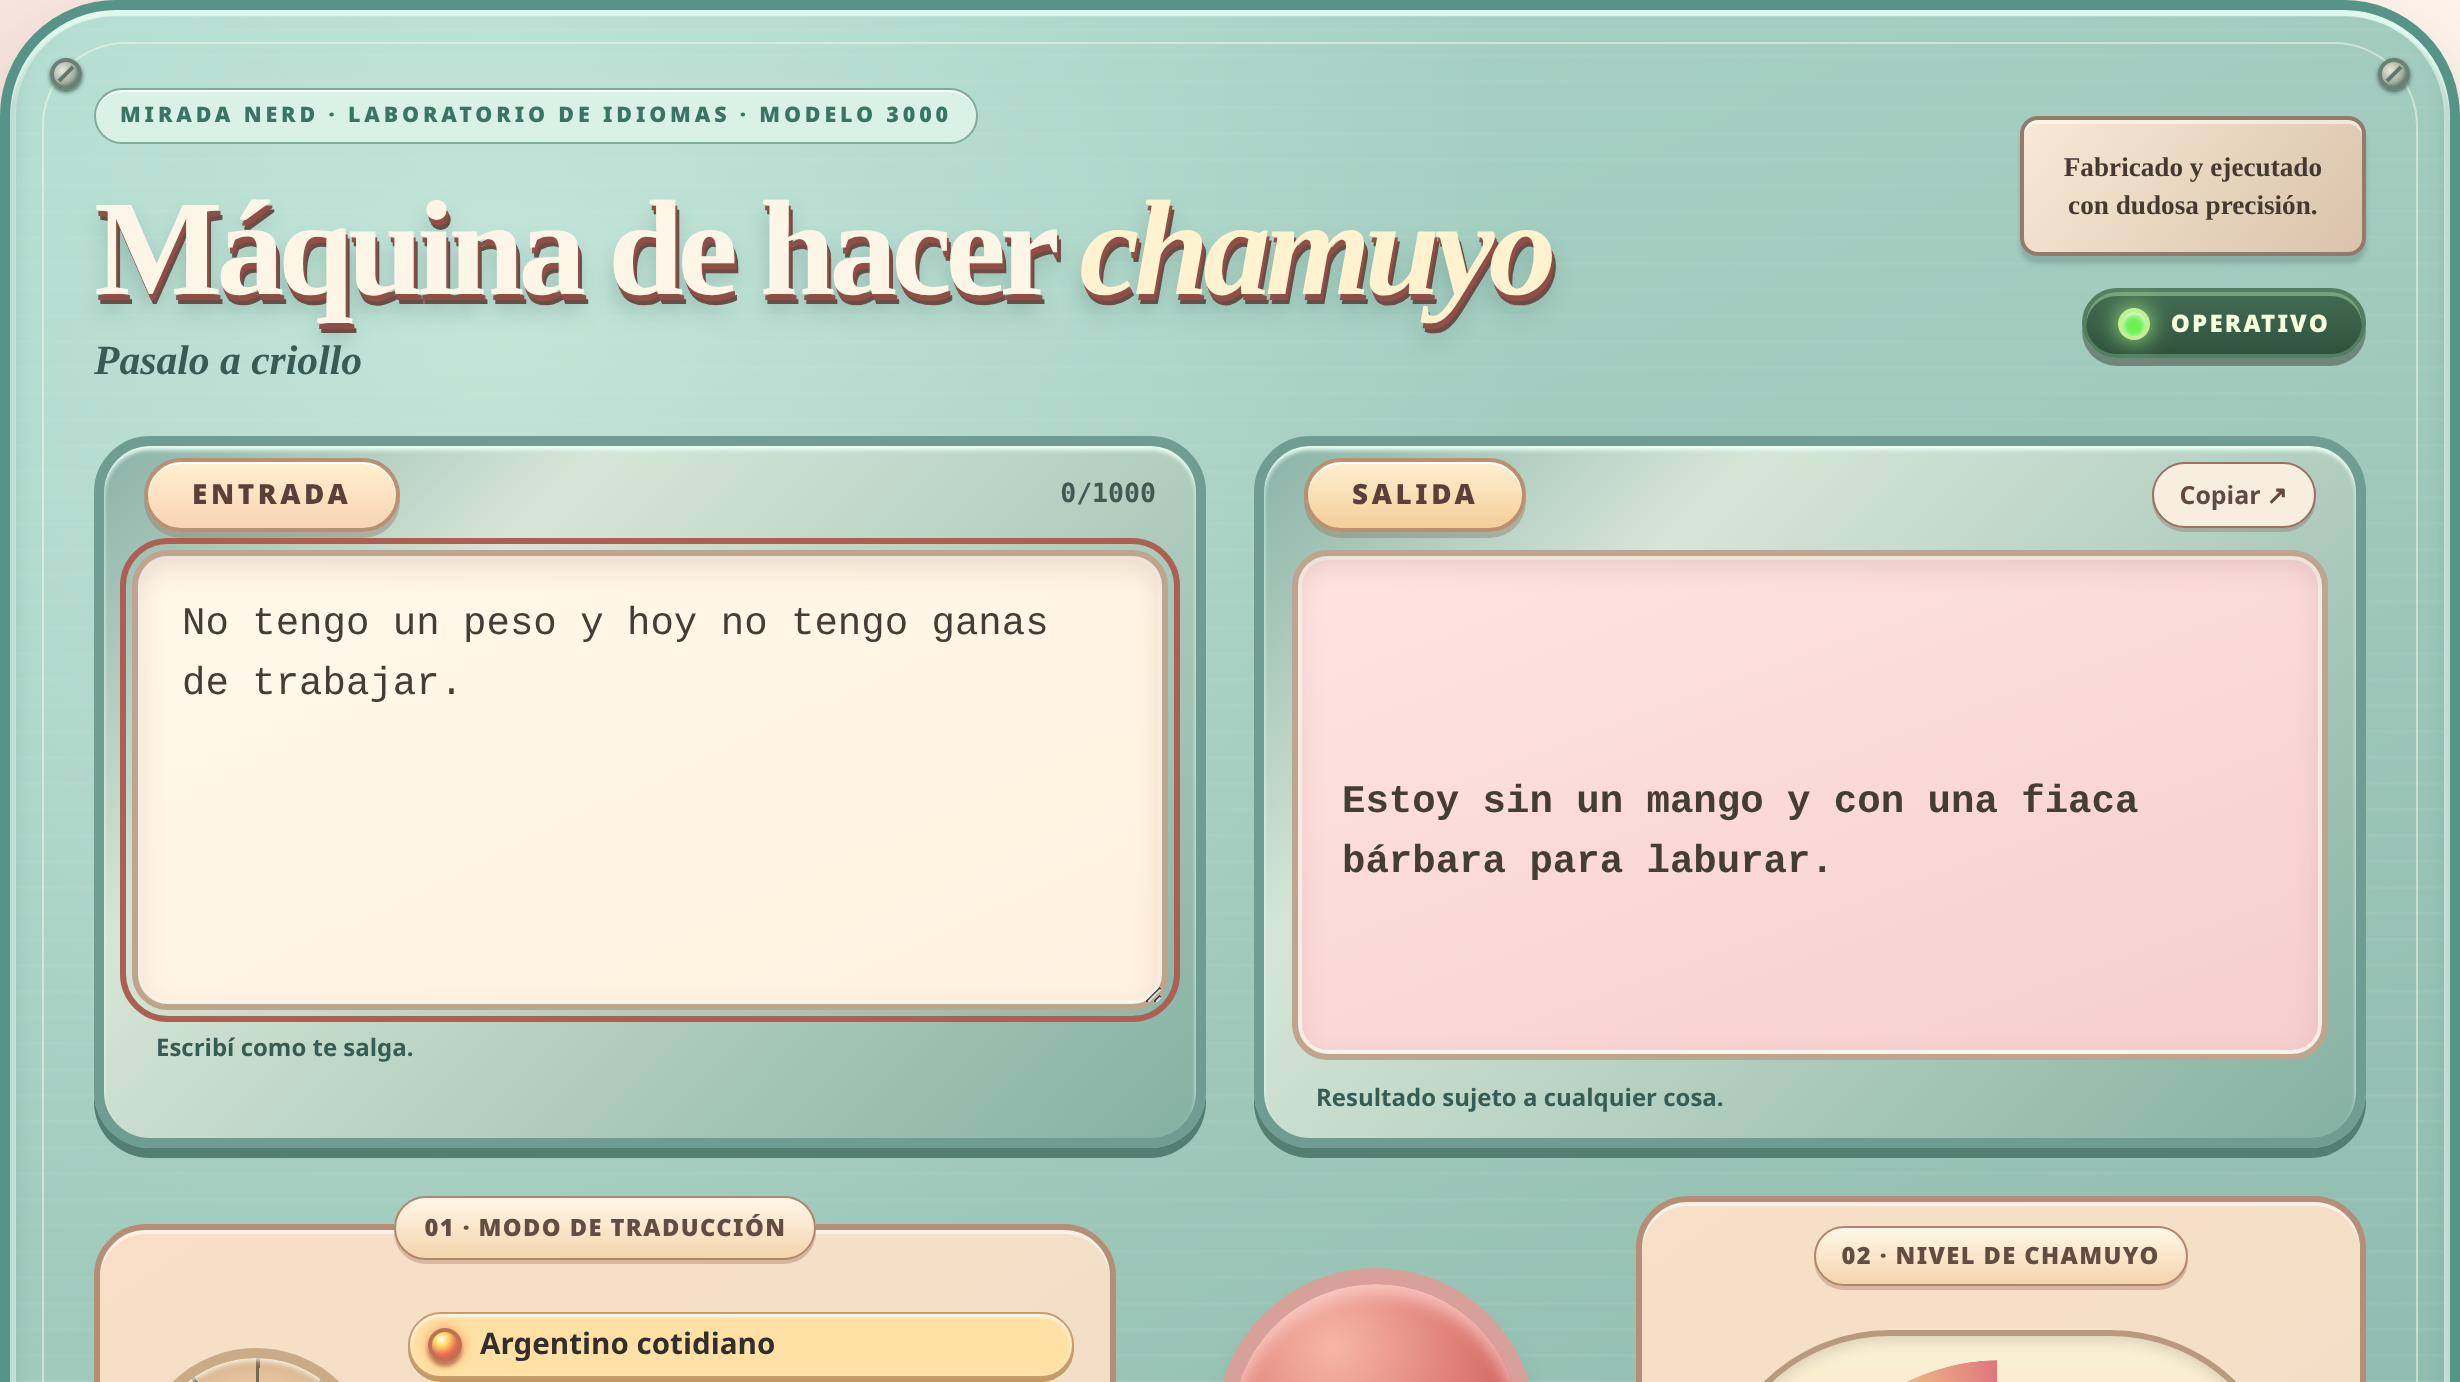 MIRADA NERD · LABORATORIO DE IDIOMAS · MODELO 3000
Máquina de hacer chamuyo
Pasalo a criollo
Fabricado y ejecutado
con dudosa precisión.
OPERATIVO
ENTRADA
0/1000
No tengo un peso y hoy no tengo ganas
de trabajar.
Escribí como te salga.
SALIDA
Copiar ↗
Estoy sin un mango y con una fiaca
bárbara para laburar.
Resultado sujeto a cualquier cosa.
01 · MODO DE TRADUCCIÓN
Argentino cotidiano
02 · NIVEL DE CHAMUYO